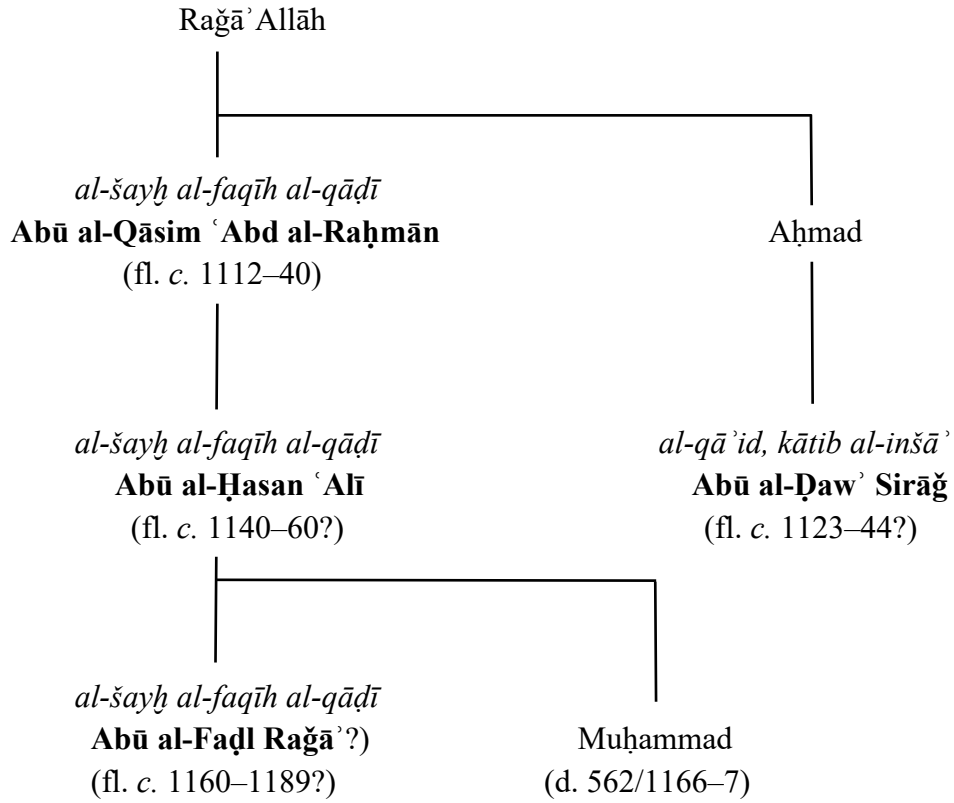 Raǧāʾ Allāh
al-šayḫ al-faqīh al-qāḍī
Abū al-Qāsim ʿAbd al-Raḥmān
(fl. c. 1112–40)
Aḥmad
al-šayḫ al-faqīh al-qāḍī
Abū al-Ḥasan ʿAlī
(fl. c. 1140–60?)
al-qāʾid, kātib al-inšāʾ
Abū al-Ḍawʾ Sirāǧ
(fl. c. 1123–44?)
al-šayḫ al-faqīh al-qāḍī
Abū al-Faḍl Raǧāʾ?)
(fl. c. 1160–1189?)
Muḥammad
(d. 562/1166–7)